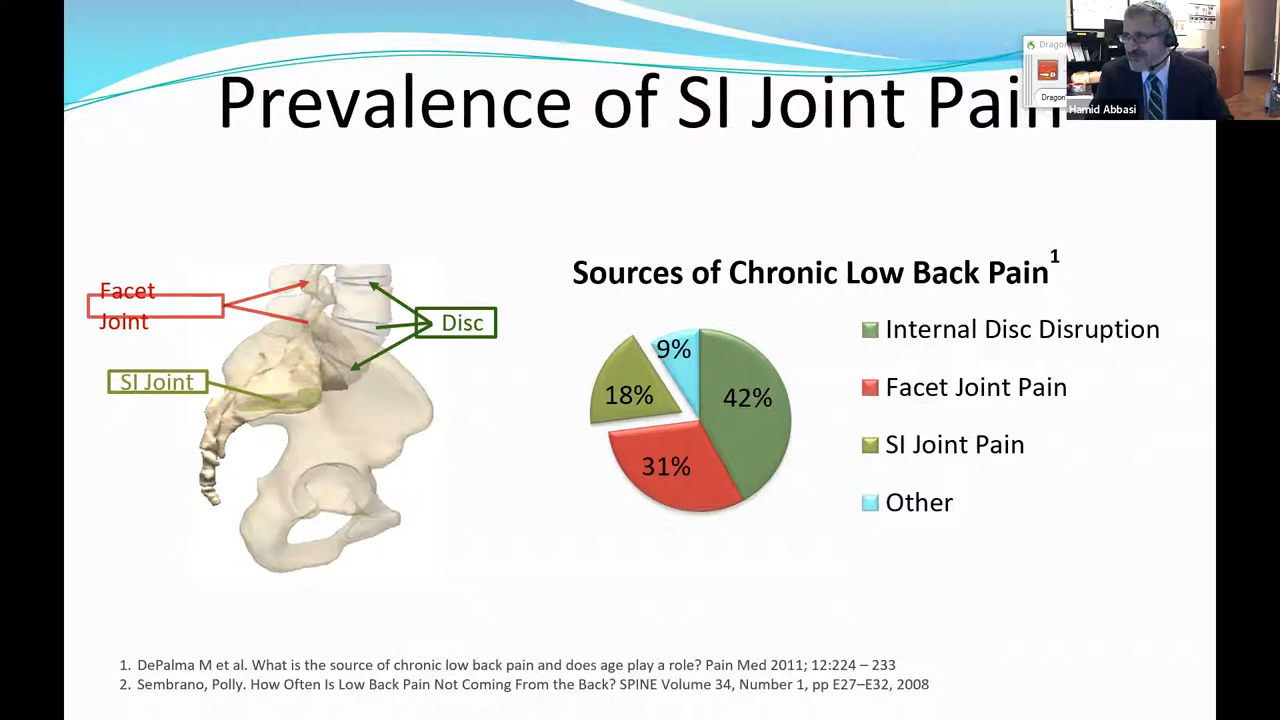 Prevalence of SI Joint Pain
Dragon
Dragon
Hamid Abbasi
Facet
Joint
Disc
SI Joint
Sources of Chronic Low Back Pain1
9%
18%
42%
31%
Internal Disc Disruption
Facet Joint Pain
SI Joint Pain
Other
1. DePalma M et al. What is the source of chronic low back pain and does age play a role? Pain Med 2011; 12:224 – 233
2. Sembrano, Polly. How Often Is Low Back Pain Not Coming From the Back? SPINE Volume 34, Number 1, pp E27–E32, 2008